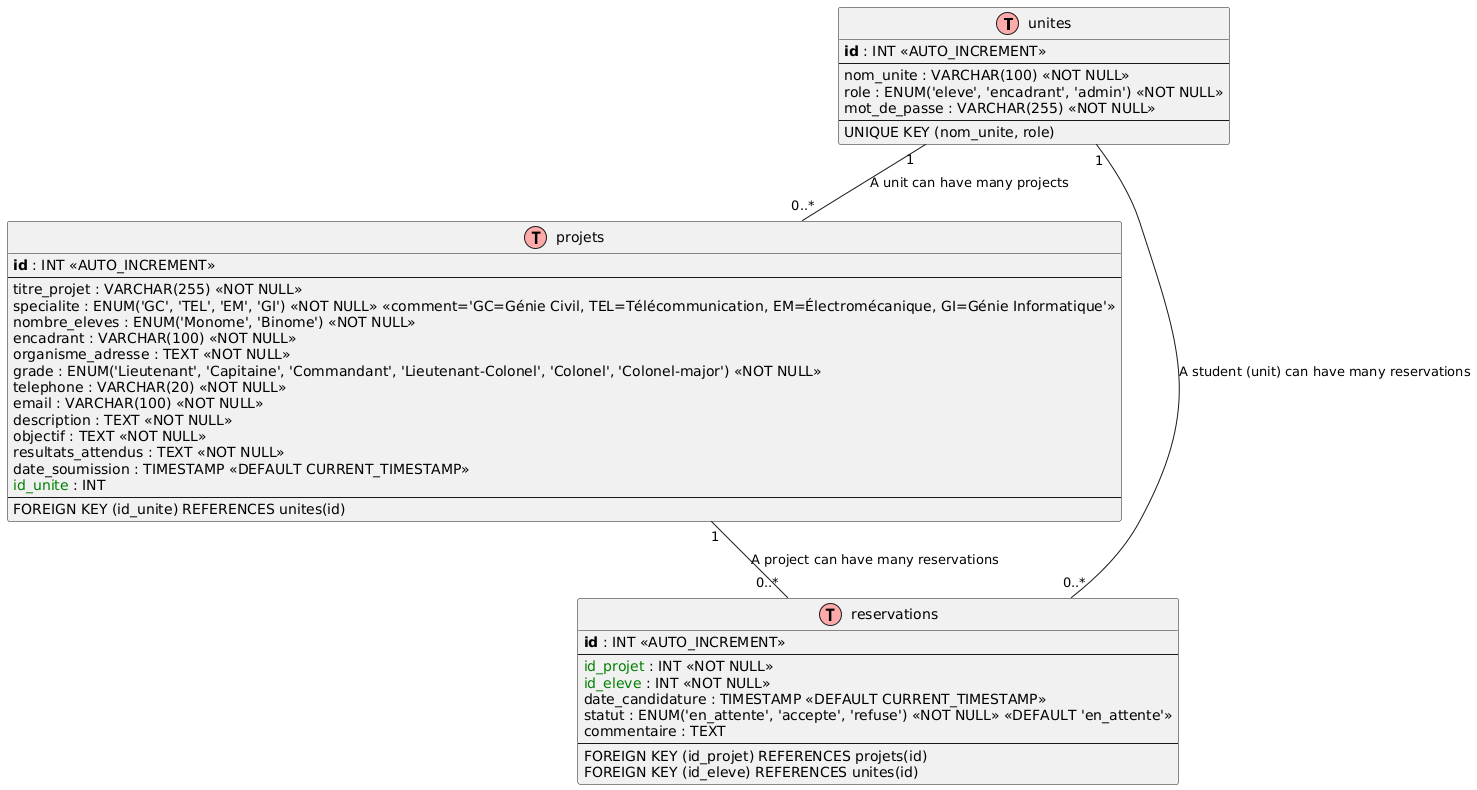 T unites
id : INT «AUTO_INCREMENT»
nom_unite : VARCHAR(100) «NOT NULL»
role : ENUM('eleve', 'encadrant', 'admin') «NOT NULL»
mot_de_passe : VARCHAR(255) «NOT NULL»
UNIQUE KEY (nom_unite, role)
1
1
A unit can have many projects
0..*
T projets
id : INT «AUTO_INCREMENT»
titre_projet : VARCHAR(255) «NOT NULL»
specialite : ENUM('GC', 'TEL', 'EM', 'GI') «NOT NULL» «comment='GC=Génie Civil, TEL=Télécommunication, EM=Électromécanique, GI=Génie Informatique'»
nombre_eleves : ENUM('Monome', 'Binome') «NOT NULL»
encadrant : VARCHAR(100) «NOT NULL»
organisme_adresse : TEXT «NOT NULL»
grade : ENUM('Lieutenant', 'Capitaine', 'Commandant', 'Lieutenant-Colonel', 'Colonel', 'Colonel-major') «NOT NULL»
telephone : VARCHAR(20) «NOT NULL»
email : VARCHAR(100) «NOT NULL»
description : TEXT «NOT NULL»
objectif : TEXT «NOT NULL»
resultats_attendus : TEXT «NOT NULL»
date_soumission : TIMESTAMP «DEFAULT CURRENT_TIMESTAMP»
id_unite : INT
FOREIGN KEY (id_unite) REFERENCES unites(id)
A student (unit) can have many reservations
1
A project can have many reservations
0..*
0..*
T reservations
id : INT «AUTO_INCREMENT»
id_projet : INT «NOT NULL»
id_eleve : INT «NOT NULL»
date_candidature : TIMESTAMP «DEFAULT CURRENT_TIMESTAMP»
statut : ENUM('en_attente', 'accepte', 'refuse') «NOT NULL» «DEFAULT 'en_attente'»
commentaire : TEXT
FOREIGN KEY (id_projet) REFERENCES projets(id)
FOREIGN KEY (id_eleve) REFERENCES unites(id)